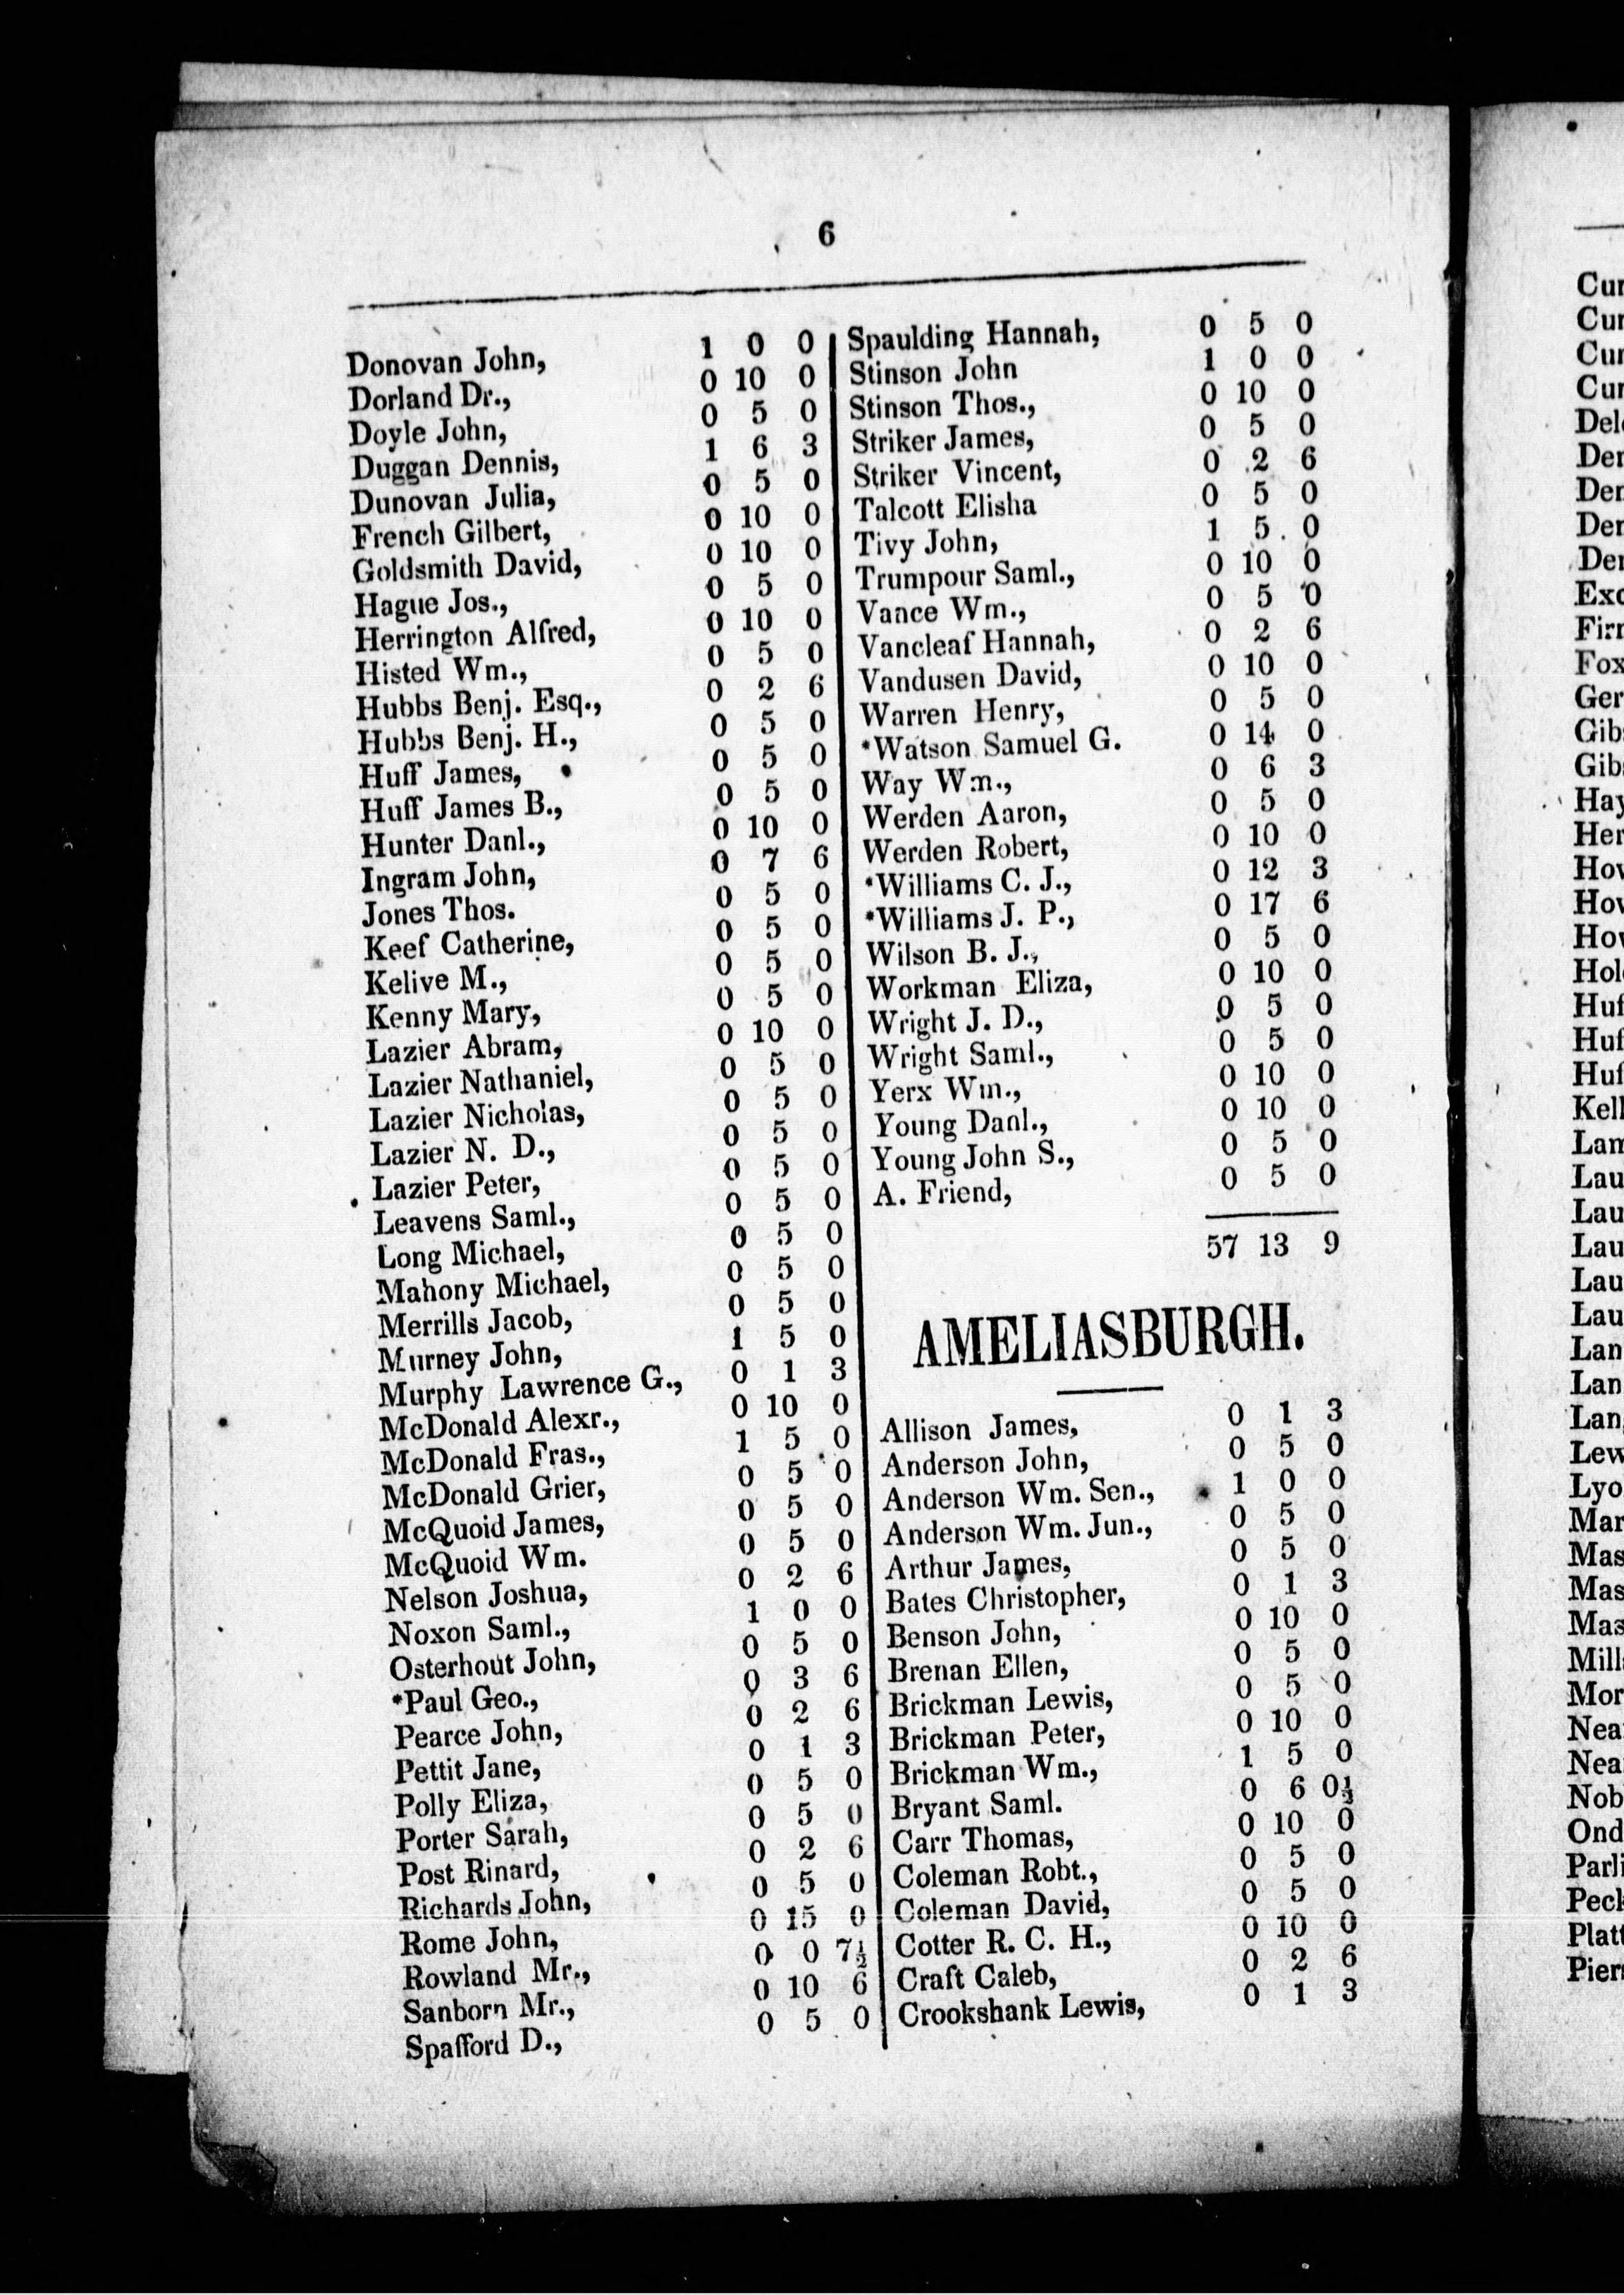 6
Donovan John, 1 0 0
Dorland Dr., 0 10 0
Doyle John, 0 5 0
Duggan Dennis, 1 6 3
Dunovan Julia, 0 5 0
French Gilbert, 0 10 0
Goldsmith David, 0 10 0
Hague Jos., 0 5 0
Herrington Alfred, 0 10 0
Histed Wm., 0 5 0
Hubbs Benj. Esq., 0 2 6
Hubbs Benj. H., 0 5 0
Huff James, 0 5 0
Huff James B., 0 5 0
Hunter Danl., 0 10 0
Ingram John, 0 7 6
Jones Thos. 0 5 0
Keef Catherine, 0 5 0
Kelive M., 0 5 0
Kenny Mary, 0 5 0
Lazier Abram, 0 10 0
Lazier Nathaniel, 0 5 0
Lazier Nicholas, 0 5 0
Lazier N. D., 0 5 0
Lazier Peter, 0 5 0
Leavens Saml., 0 5 0
Long Michael, 0 5 0
Mahony Michael, 0 5 0
Merrills Jacob, 0 5 0
Murney John, 1 5 0
Murphy Lawrence G., 0 1 3
McDonald Alexr., 0 10 0
McDonald Fras., 1 5 0
McDonald Grier, 0 5 0
McQuoid James, 0 5 0
McQuoid Wm. 0 5 0
Nelson Joshua, 0 2 6
Noxon Saml., 1 0 0
Osterhout John, 0 5 0
*Paul Geo., 0 3 6
Pearce John, 0 2 6
Pettit Jane, 0 1 3
Polly Eliza, 0 5 0
Porter Sarah, 0 5 0
Post Rinard, 0 2 6
Richards John, 0 5 0
Rome John, 0 15 0
Rowland Mr., 0 0 7½
Sanborn Mr., 0 10 6
Spafford D., 0 5 0
Spaulding Hannah, 0 5 0
Stinson John 1 0 0
Stinson Thos., 0 10 0
Striker James, 0 5 0
Striker Vincent, 0 2 6
Talcott Elisha 0 5 0
Tivy John, 1 5 0
Trumpour Saml., 0 10 0
Vance Wm., 0 5 0
Vancleaf Hannah, 0 2 6
Vandusen David, 0 10 0
Warren Henry, 0 5 0
*Watson Samuel G. 0 14 0
Way Wm., 0 6 3
Werden Aaron, 0 5 0
Werden Robert, 0 10 0
*Williams C. J., 0 12 3
*Williams J. P., 0 17 6
Wilson B. J., 0 5 0
Workman Eliza, 0 10 0
Wright J. D., 0 5 0
Wright Saml., 0 5 0
Yerx Wm., 0 10 0
Young Danl., 0 10 0
Young John S., 0 5 0
A. Friend, 0 5 0
57 13 9
AMELIASBURGH.
Allison James, 0 1 3
Anderson John, 0 5 0
Anderson Wm. Sen., 1 0 0
Anderson Wm. Jun., 0 5 0
Arthur James, 0 5 0
Bates Christopher, 0 1 3
Benson John, 0 10 0
Brenan Ellen, 0 5 0
Brickman Lewis, 0 5 0
Brickman Peter, 0 10 0
Brickman Wm., 1 5 0
Bryant Saml. 0 6 0½
Carr Thomas, 0 10 0
Coleman Robt., 0 5 0
Coleman David, 0 5 0
Cotter R. C. H., 0 10 0
Craft Caleb, 0 2 6
Crookshank Lewis, 0 1 3